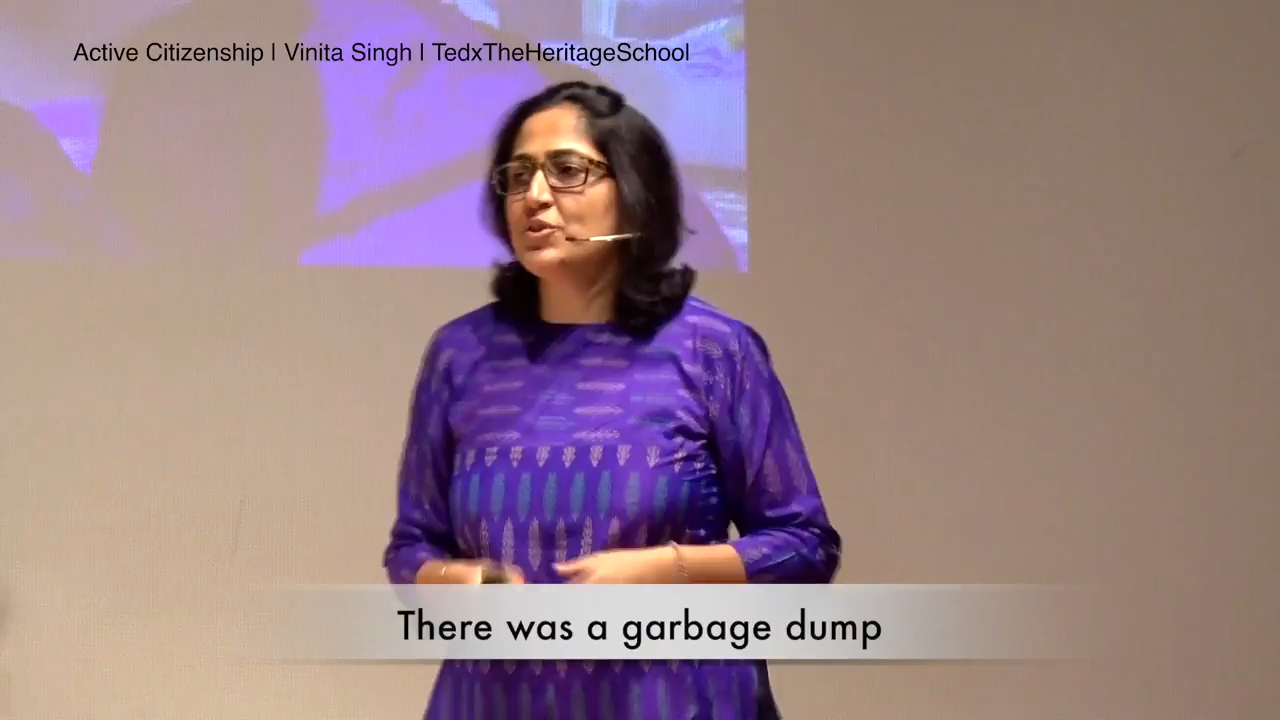 Active Citizenship | Vinita Singh | TedxTheHeritageSchool
There was a garbage dump